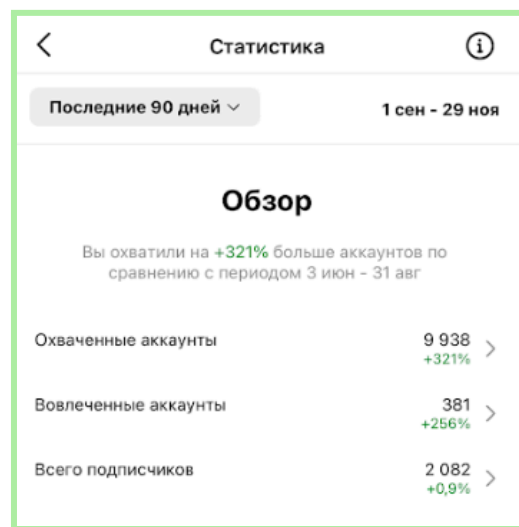 Статистика
Последние 90 дней
1 сен - 29 ноя
Обзор
Вы охватили на +321% больше аккаунтов по
сравнению с периодом 3 июн - 31 авг
Охваченные аккаунты 9 938
+321%
Вовлеченные аккаунты 381
+256%
Всего подписчиков 2 082
+0,9%